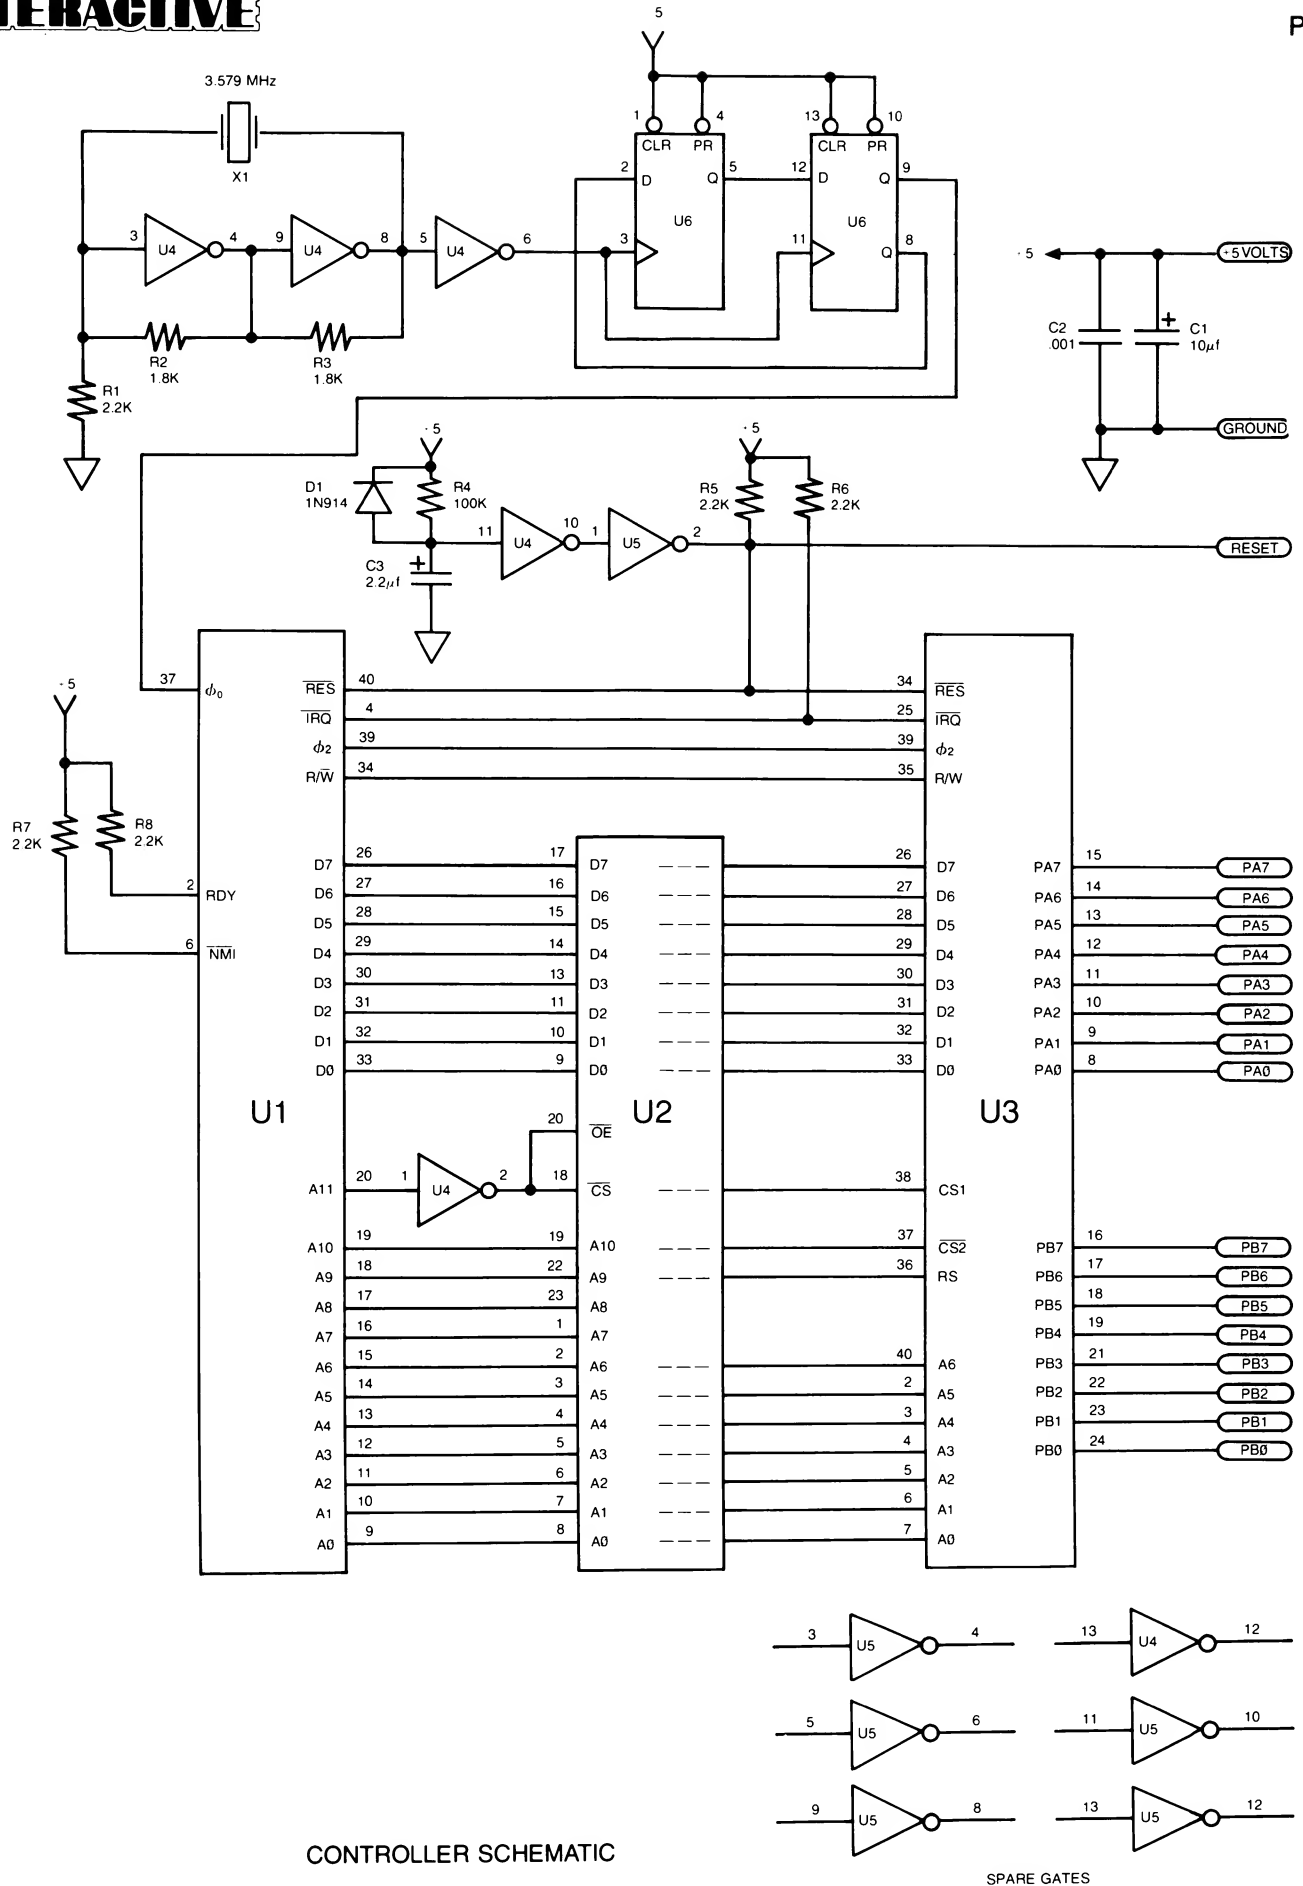 TERACTIVE
P
5
3.579 MHz
X1
1 4 13 10
CLR PR CLR PR
2 D Q 5 12 D Q 9
U6 U6
3 U4 4 9 U4 8 5 U4 6 3 11 Q 8
R2
1.8K
R3
1.8K
R1
2.2K
5 +5VOLTS
C2
.001
+ C1
10µf
GROUND
5
D1
1N914
R4
100K
5
R5
2.2K
R6
2.2K
11 U4 10 1 U5 2 RESET
C3 +
2.2µf
37 ϕ0 RES 40 34 RES
5
IRQ 4 25 IRQ
ϕ2 39 39 ϕ2
R/W 34 35 R/W
R7
2.2K
R8
2.2K
D7 26 17 D7 --- 26 D7 PA7 15 PA7
2 RDY D6 27 16 D6 --- 27 D6 PA6 14 PA6
D5 28 15 D5 --- 28 D5 PA5 13 PA5
6 NMI D4 29 14 D4 --- 29 D4 PA4 12 PA4
D3 30 13 D3 --- 30 D3 PA3 11 PA3
D2 31 11 D2 --- 31 D2 PA2 10 PA2
D1 32 10 D1 --- 32 D1 PA1 9 PA1
D0 33 9 D0 --- 33 D0 PA0 8 PA0
U1 U2 U3
20 OE
A11 20 1 U4 2 18 CS --- 38 CS1
A10 19 19 A10 --- 37 CS2 PB7 16 PB7
A9 18 22 A9 --- 36 RS PB6 17 PB6
A8 17 23 A8 PB5 18 PB5
A7 16 1 A7 PB4 19 PB4
A6 15 2 A6 --- 40 A6 PB3 21 PB3
A5 14 3 A5 --- 2 A5 PB2 22 PB2
A4 13 4 A4 --- 3 A4 PB1 23 PB1
A3 12 5 A3 --- 4 A3 PB0 24 PB0
A2 11 6 A2 --- 5 A2
A1 10 7 A1 --- 6 A1
A0 9 8 A0 --- 7 A0
3 U5 4 13 U4 12
5 U5 6 11 U5 10
9 U5 8 13 U5 12
CONTROLLER SCHEMATIC
SPARE GATES